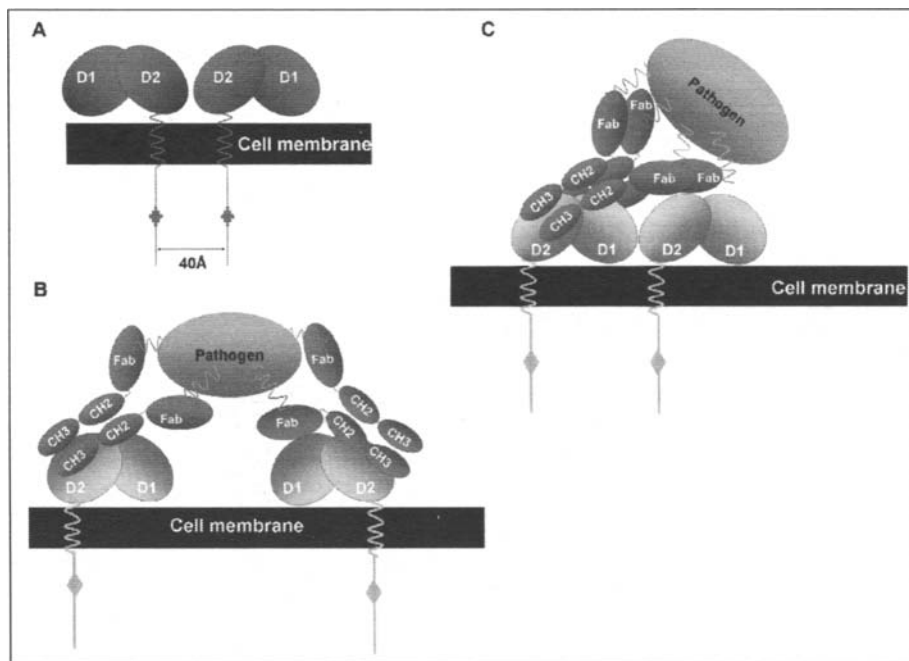 A
D1 D2 D2 D1
Cell membrane
40Å
B
Pathogen
Fab Fab
CH2 CH2
Fab Fab
CH3 CH2 CH2 CH3
CH3 CH3
D2 D1 D1 D2
Cell membrane
C
Pathogen
Fab Fab
CH2 Fab Fab
CH3 CH2
CH3
D2 D1 D2 D1
Cell membrane